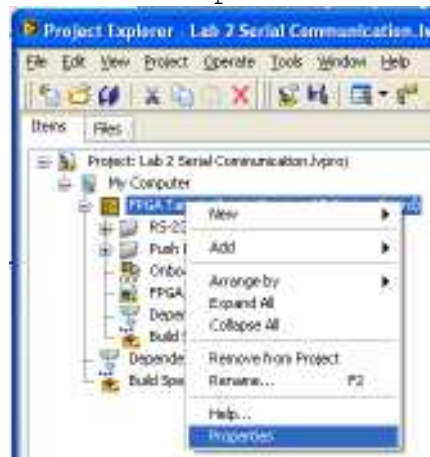 Project Explorer - Lab 2 Serial Communication.lv
File Edit View Project Operate Tools Window Help
Items Files
Project: Lab 2 Serial Communication.lvproj
My Computer
FPGA Tar
RS-23
Push B
Onbo
FPGA
Depen
Build S
Depende
Build Spe
New
Add
Arrange by
Expand All
Collapse All
Remove from Project
Rename... F2
Help...
Properties